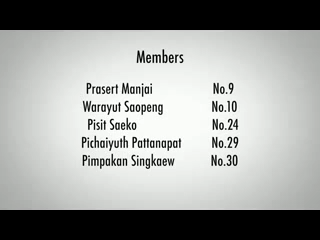 Members
Prasert Manjai No.9
Warayut Saopeng No.10
Pisit Saeko No.24
Pichaiyuth Pattanapat No.29
Pimpakan Singkaew No.30